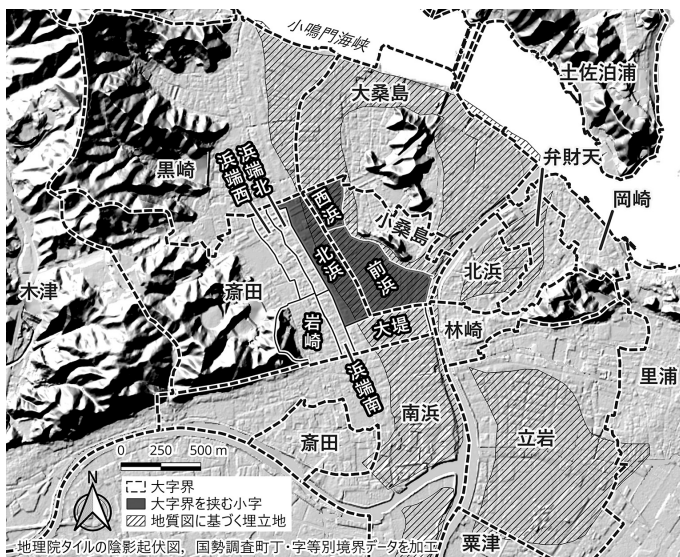 小鳴門海峡
土佐泊浦
大桑島
弁財天
黒崎
浜端西
浜端北
岡崎
西浜
小桑島
北浜
前浜
北浜
木津
斎田
岩崎
大堤
林崎
里浦
浜端南
南浜
立岩
斎田
粟津
0 250 500 m
N
大字界
大字界を挟む小字
地質図に基づく埋立地
地理院タイルの陰影起伏図，国勢調査町丁・字等別境界データを加工